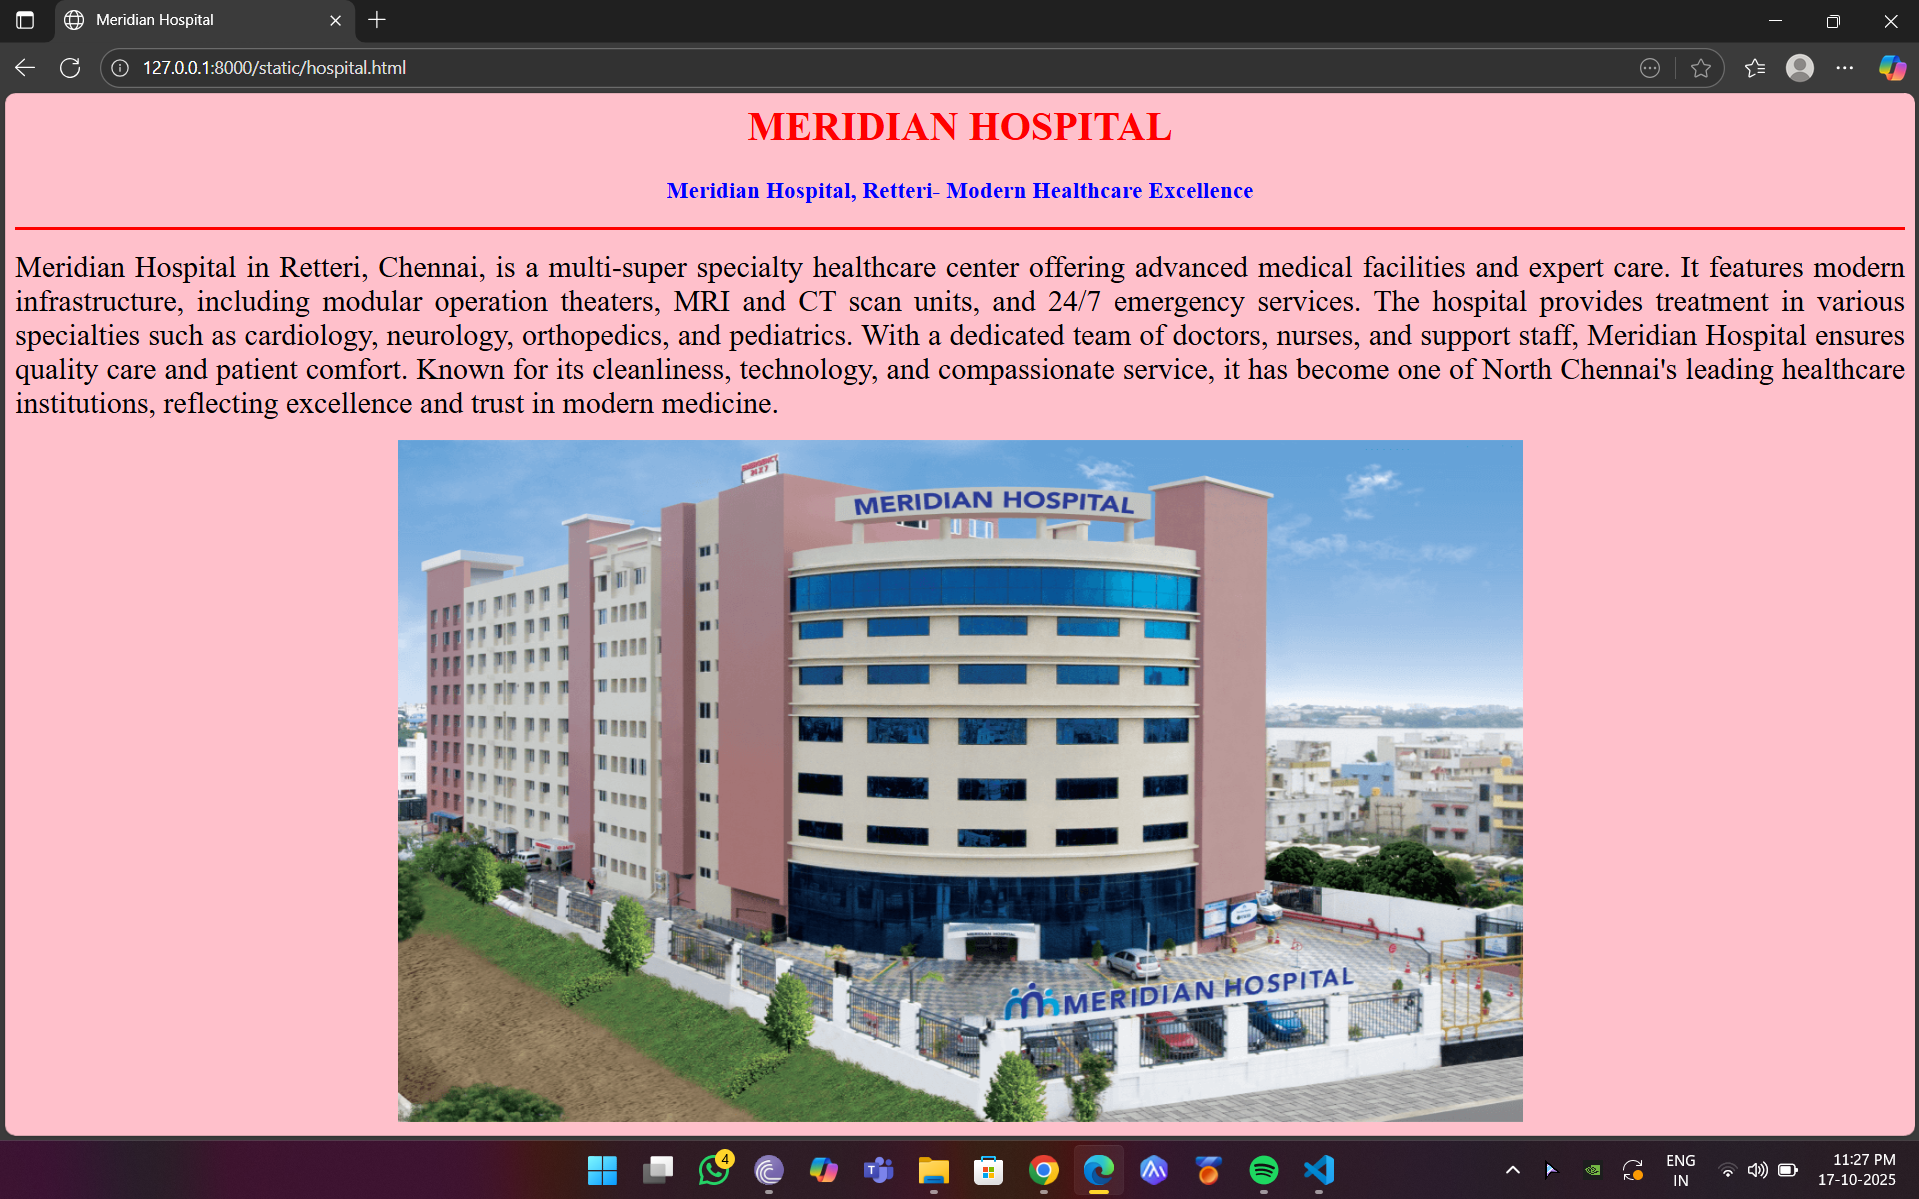 Meridian Hospital
127.0.0.1:8000/static/hospital.html
MERIDIAN HOSPITAL
Meridian Hospital, Retteri- Modern Healthcare Excellence
Meridian Hospital in Retteri, Chennai, is a multi-super specialty healthcare center offering advanced medical facilities and expert care. It features modern
infrastructure, including modular operation theaters, MRI and CT scan units, and 24/7 emergency services. The hospital provides treatment in various
specialties such as cardiology, neurology, orthopedics, and pediatrics. With a dedicated team of doctors, nurses, and support staff, Meridian Hospital ensures
quality care and patient comfort. Known for its cleanliness, technology, and compassionate service, it has become one of North Chennai's leading healthcare
institutions, reflecting excellence and trust in modern medicine.
EMERGENCY
MERIDIAN HOSPITAL
MERIDIAN HOSPITAL
MERIDIAN HOSPITAL
4
ENG
IN
11:27 PM
17-10-2025